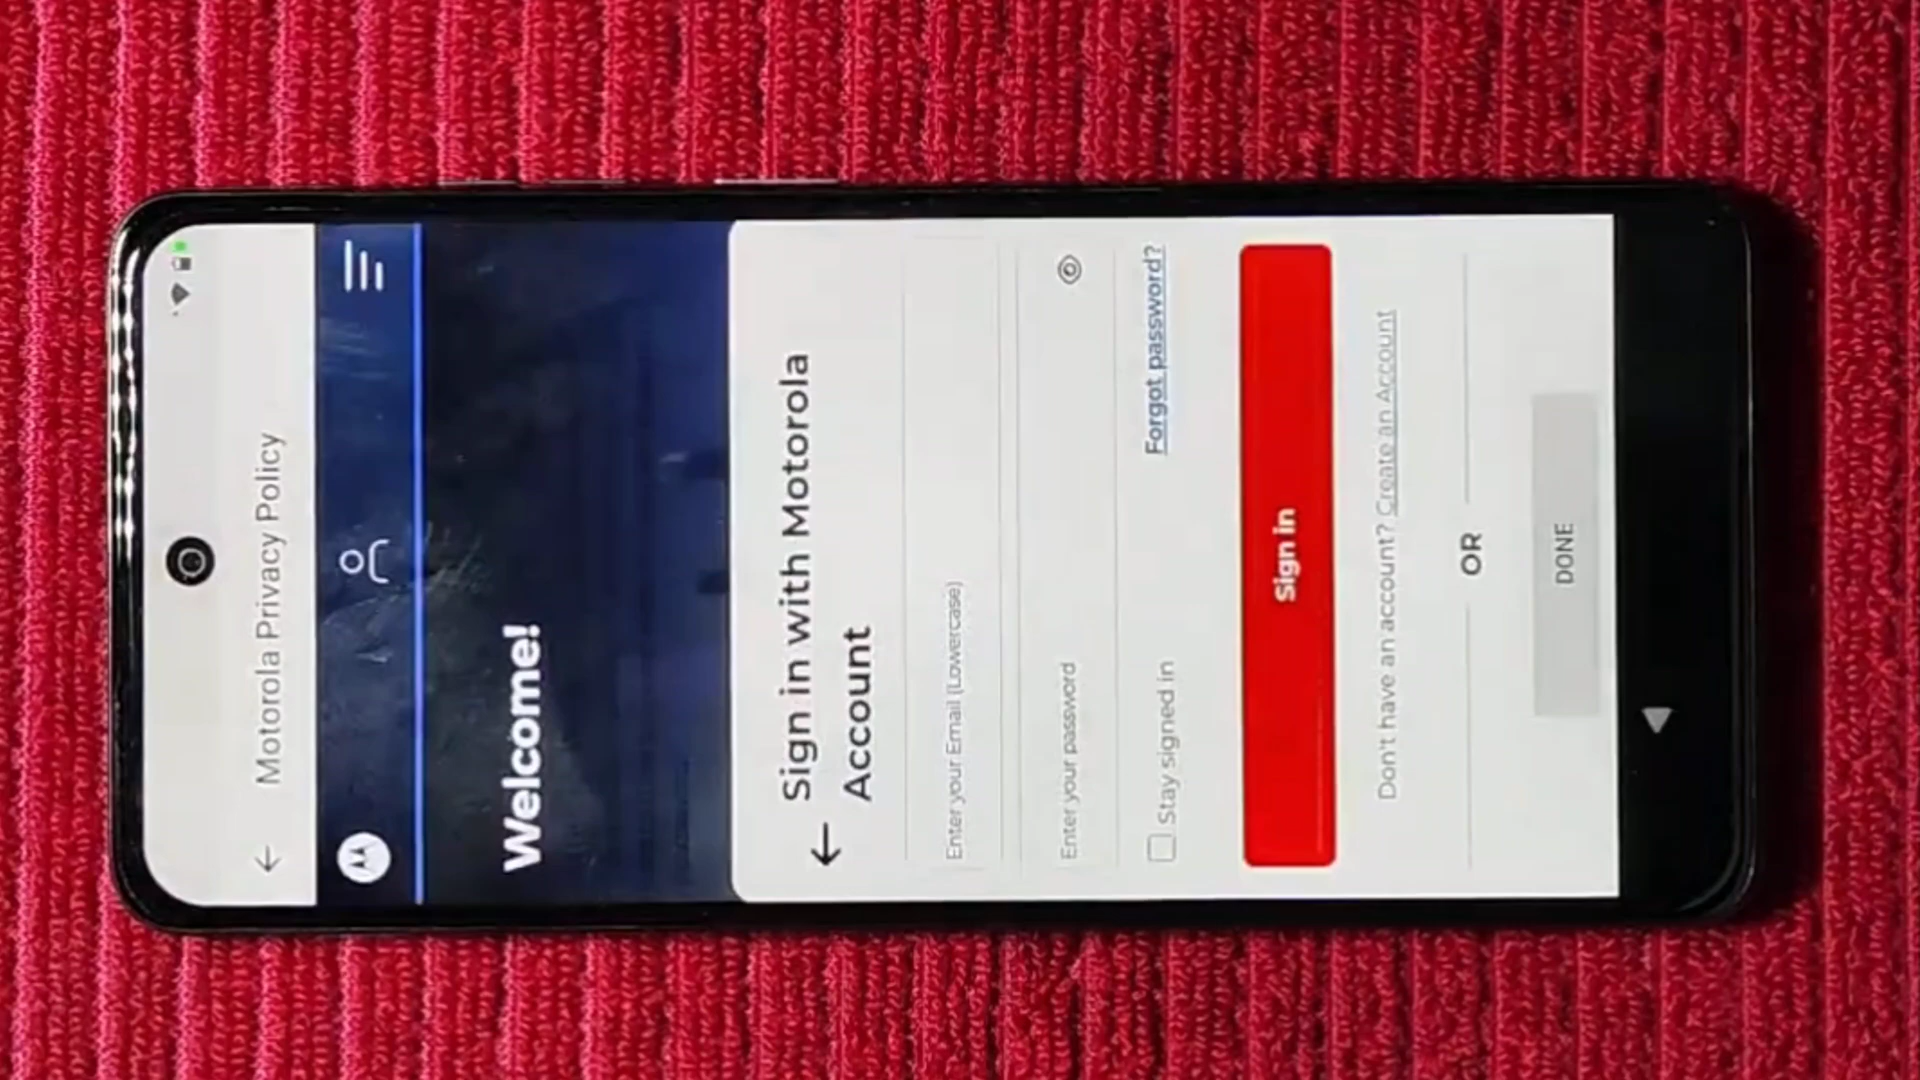 Motorola Privacy Policy
Welcome!
Sign in with Motorola
Account
Enter your Email (Lowercase)
Enter your password
Stay signed in
Forgot password?
Sign in
Don't have an account? Create an Account
OR
DONE